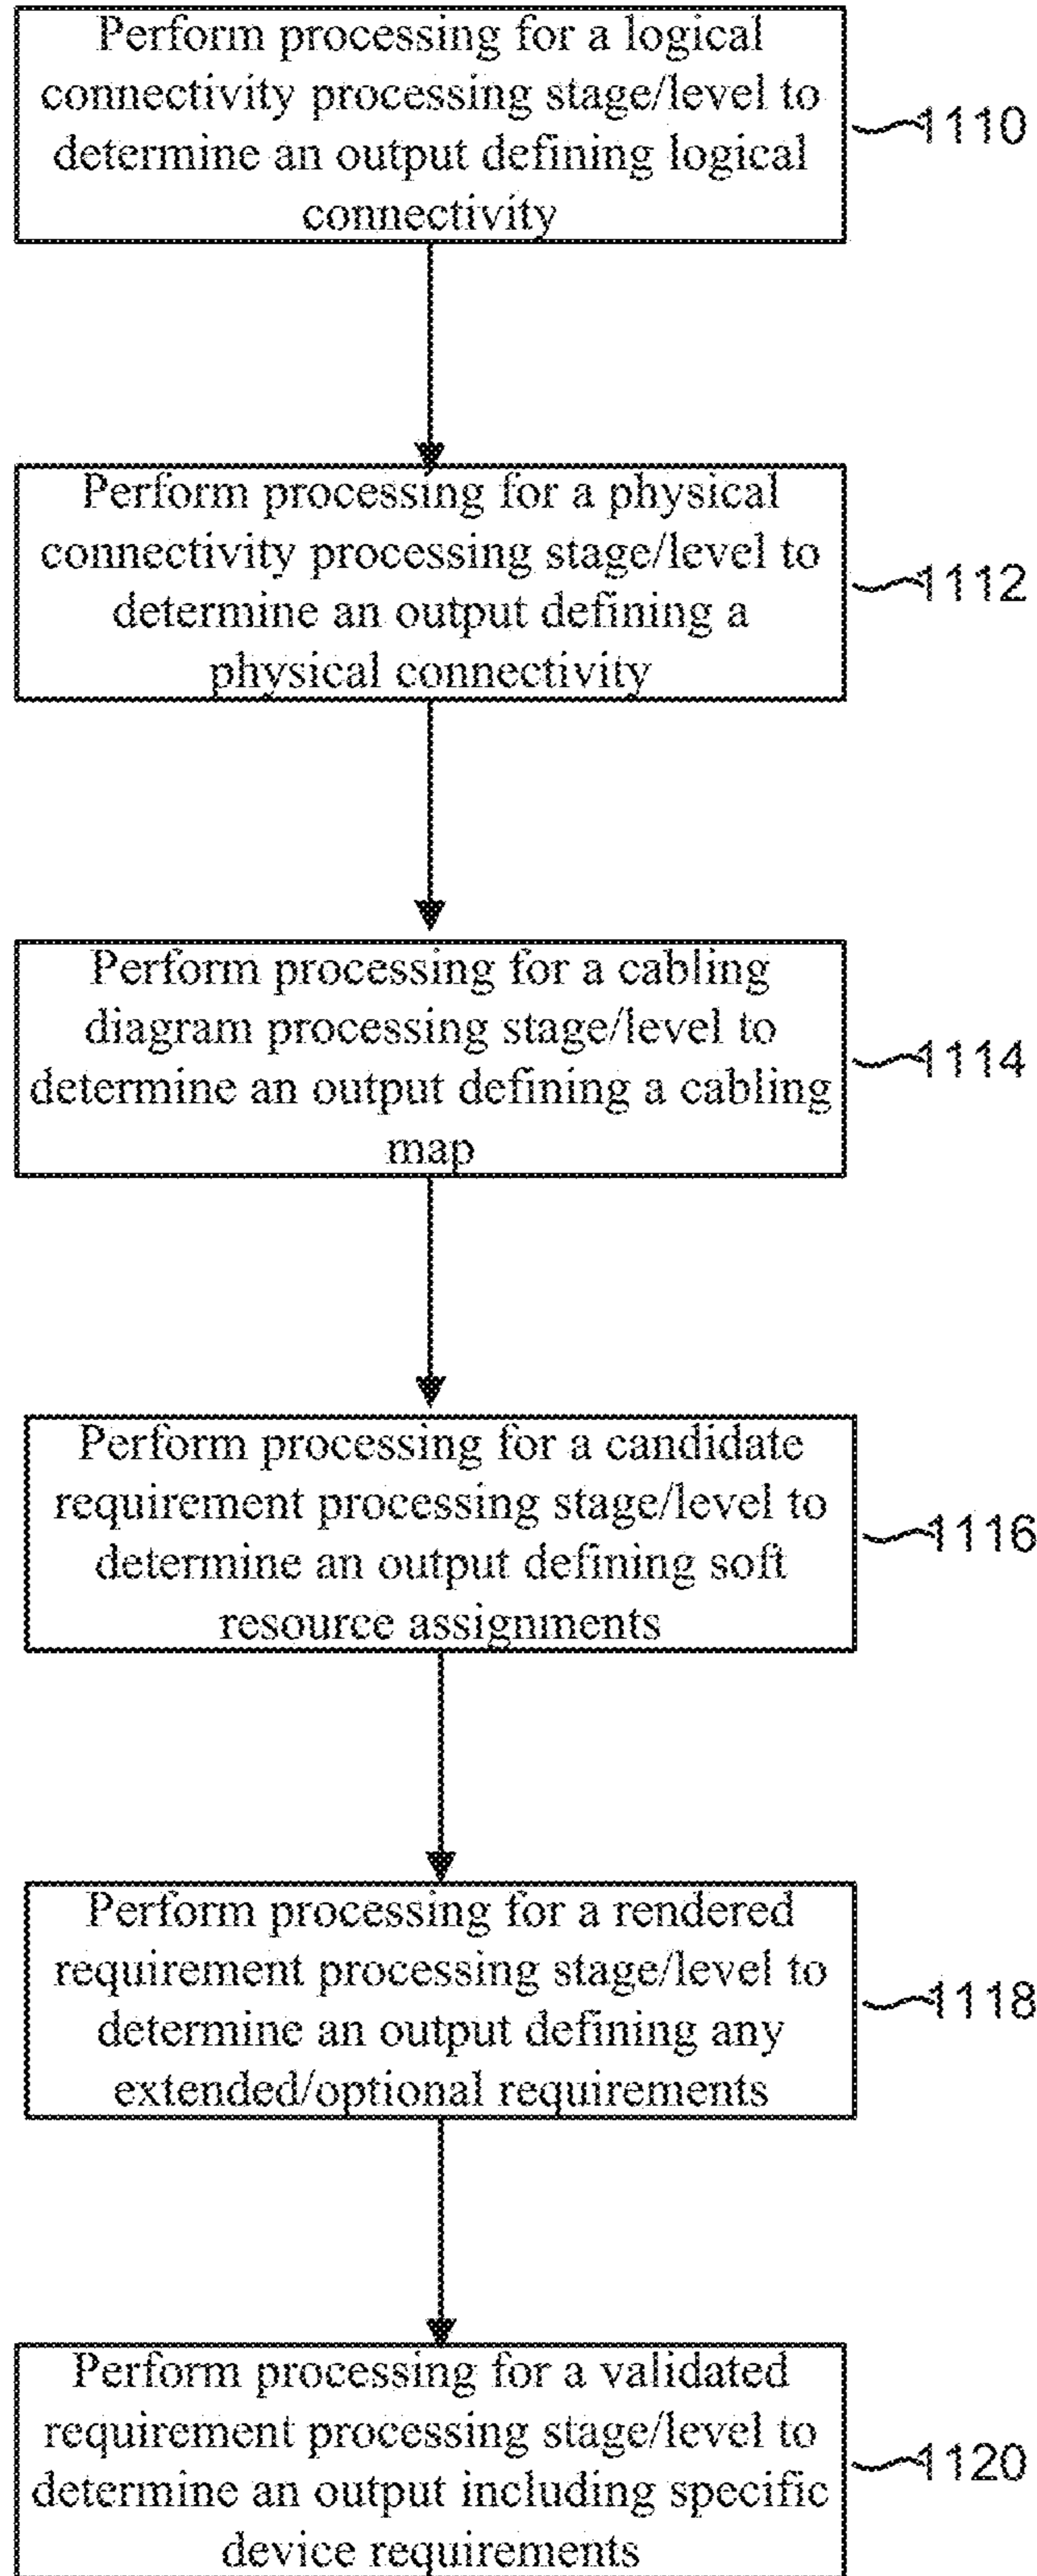 Perform processing for a logical
connectivity processing stage/level to
determine an output defining logical
connectivity
1110
Perform processing for a physical
connectivity processing stage/level to
determine an output defining a
physical connectivity
1112
Perform processing for a cabling
diagram processing stage/level to
determine an output defining a cabling
map
1114
Perform processing for a candidate
requirement processing stage/level to
determine an output defining soft
resource assignments
1116
Perform processing for a rendered
requirement processing stage/level to
determine an output defining any
extended/optional requirements
1118
Perform processing for a validated
requirement processing stage/level to
determine an output including specific
device requirements
1120